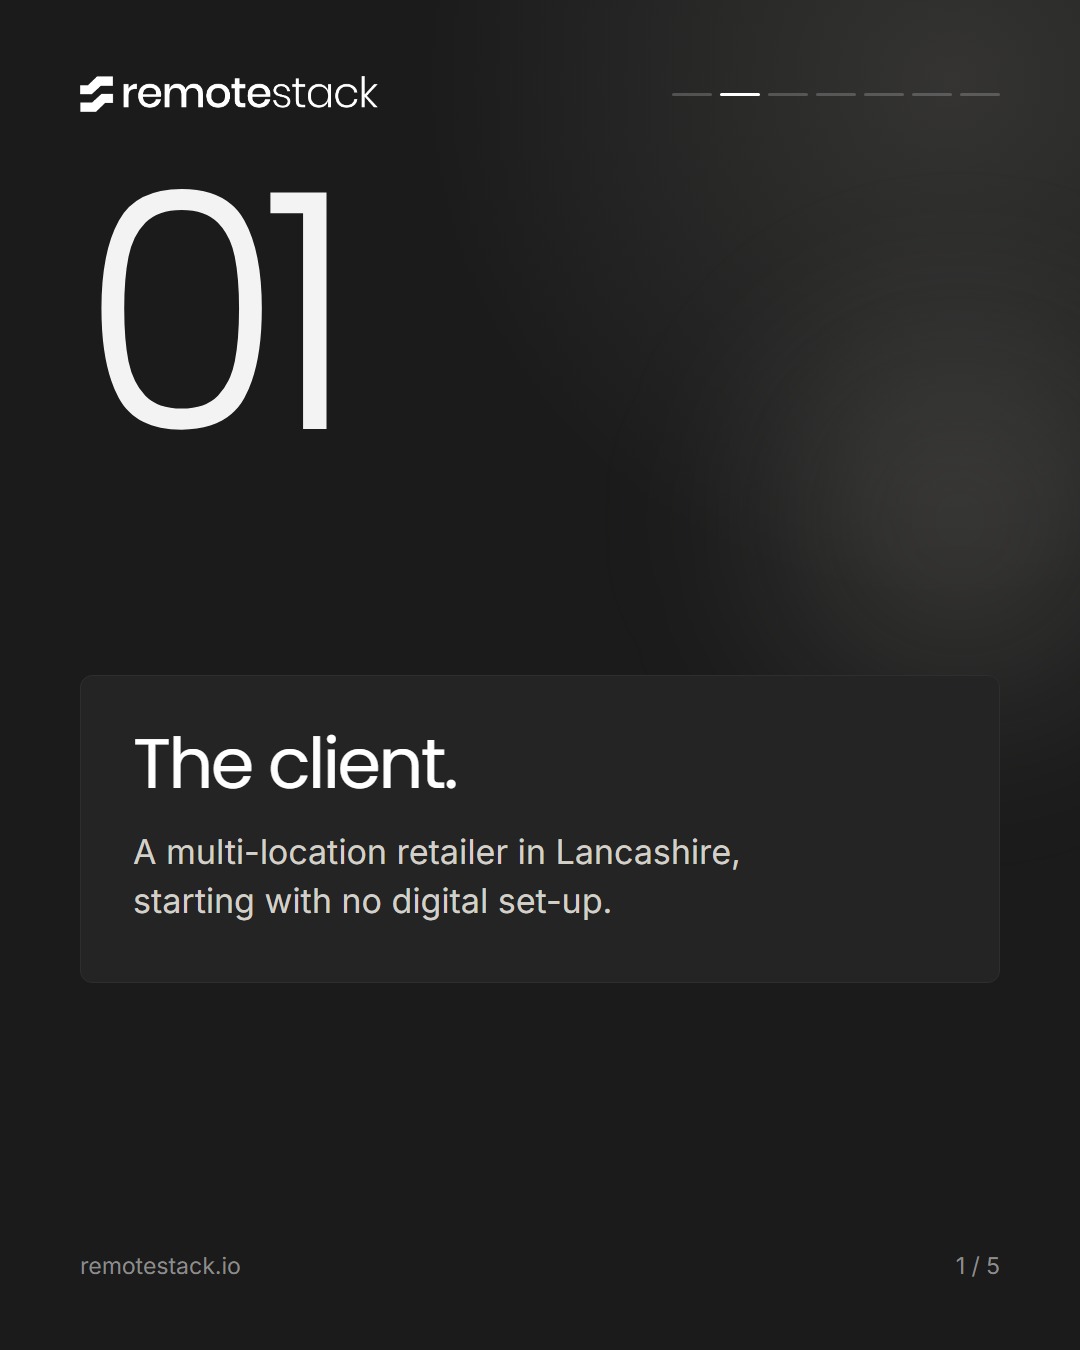 remotestack
01
The client.
A multi-location retailer in Lancashire,
starting with no digital set-up.
remotestack.io
1 / 5